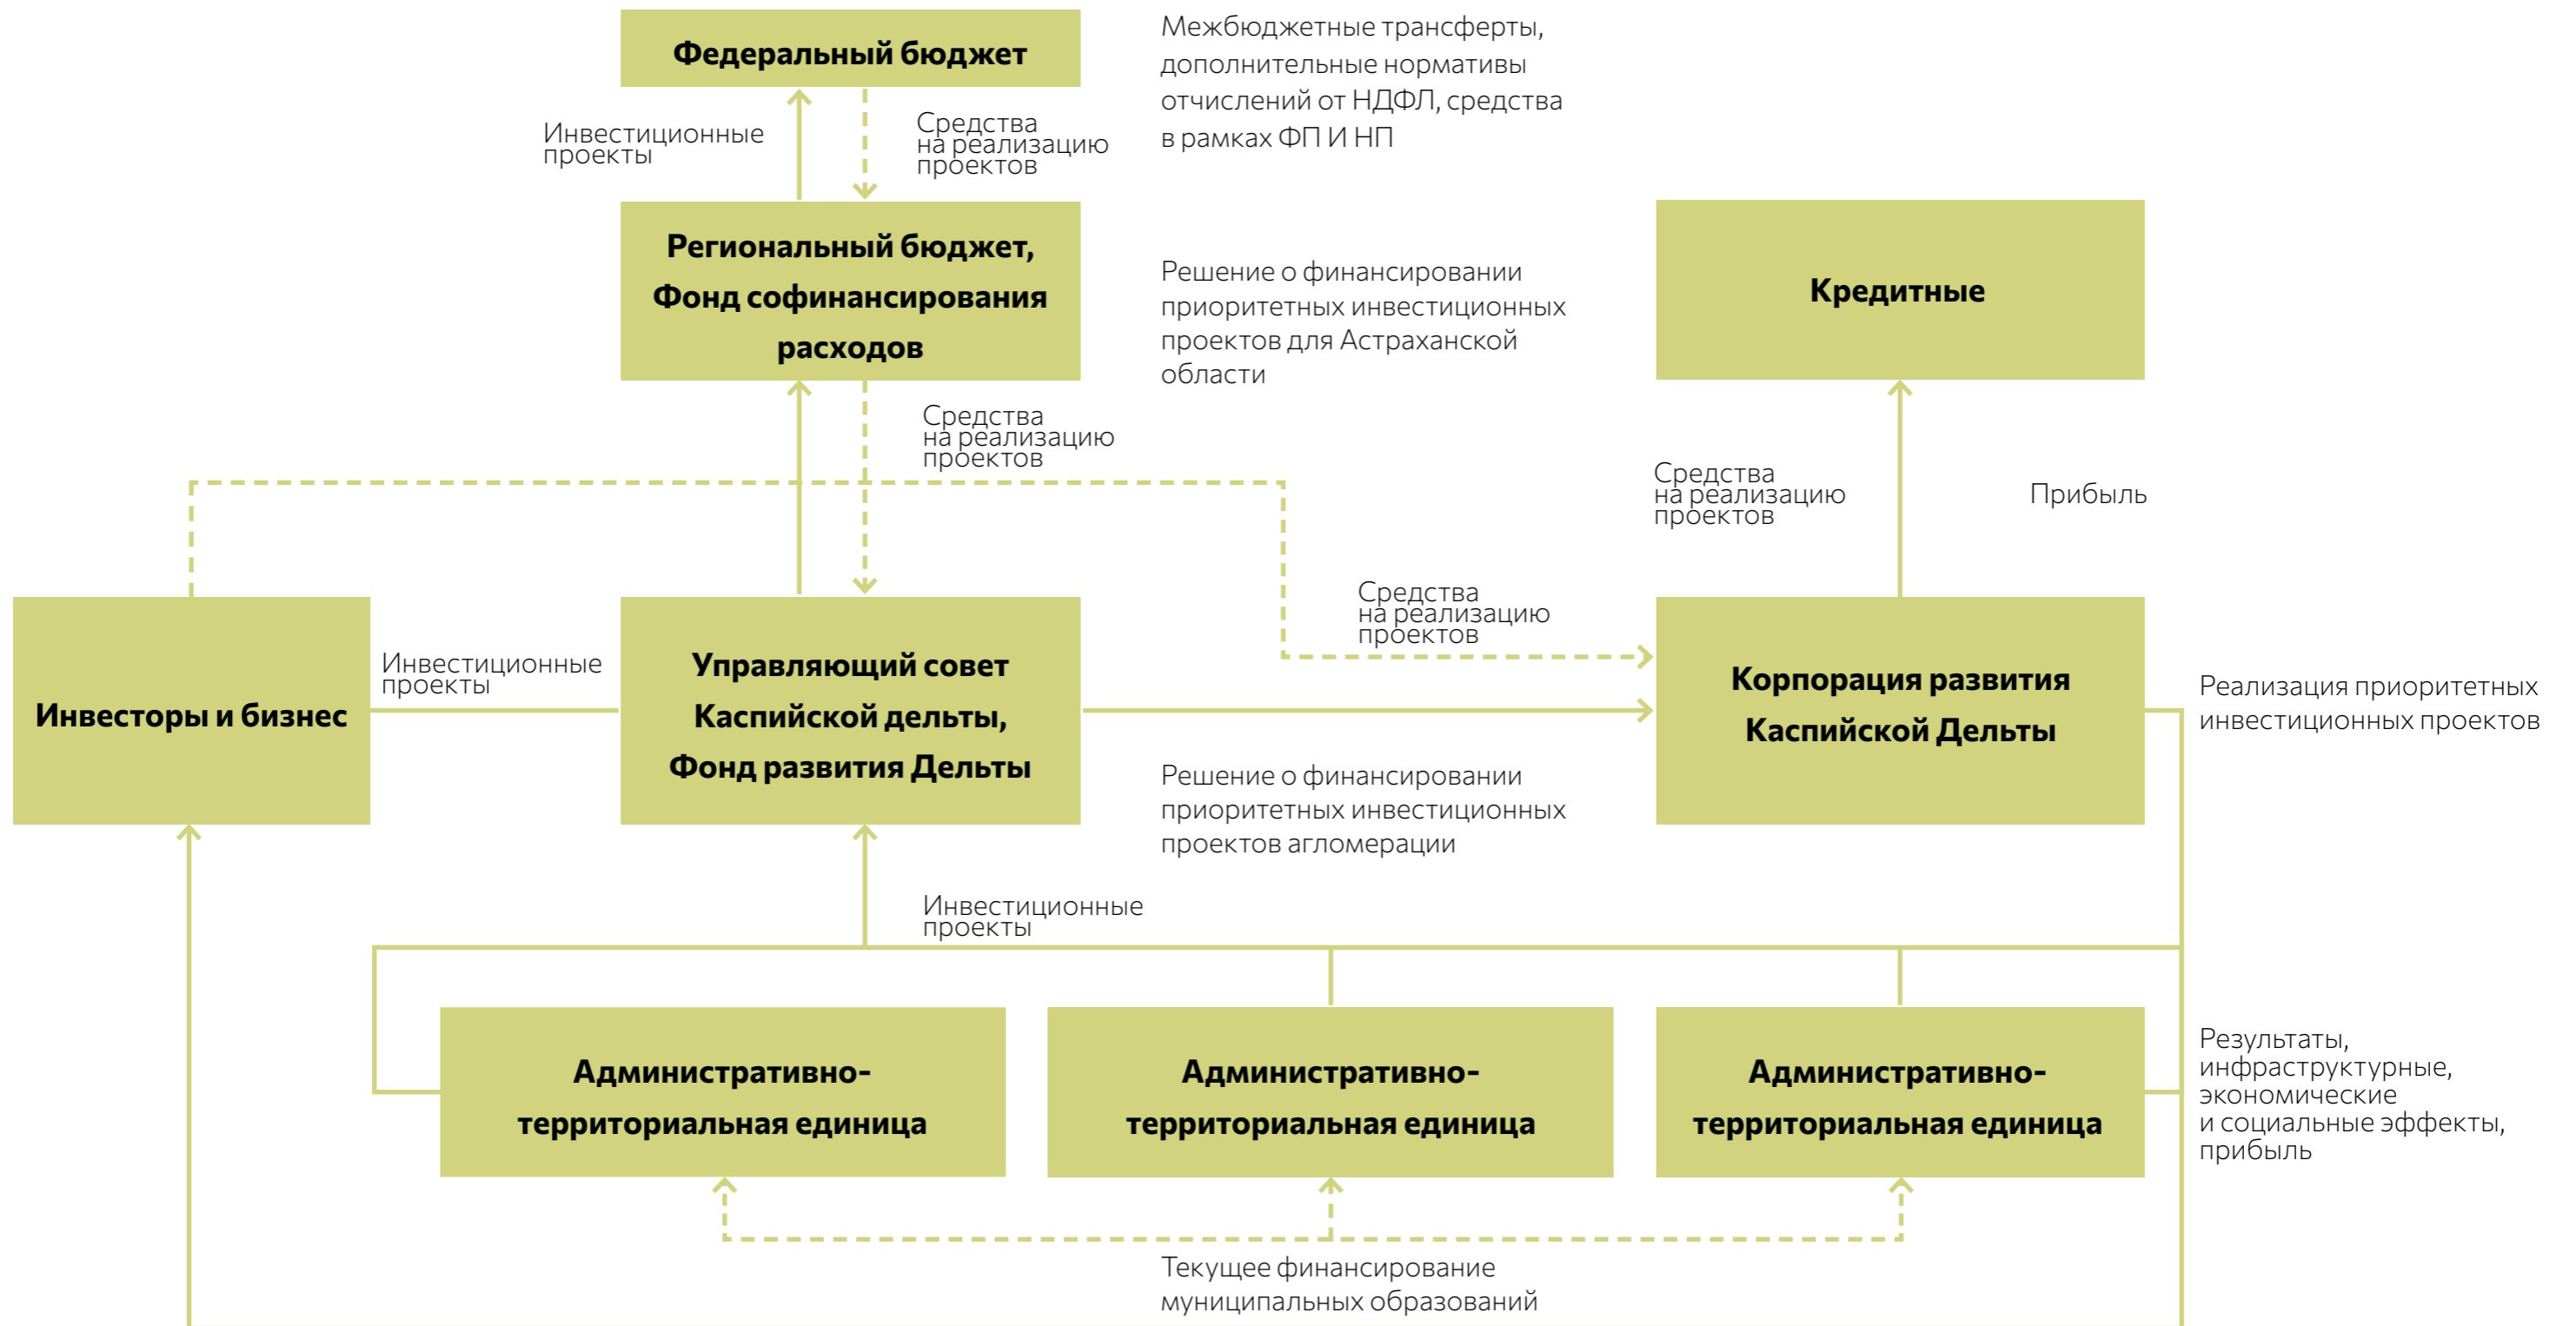 Федеральный бюджет
Межбюджетные трансферты,
дополнительные нормативы
отчислений от НДФЛ, средства
в рамках ФП И НП
Инвестиционные
проекты
Средства
на реализацию
проектов
Региональный бюджет,
Фонд софинансирования
расходов
Решение о финансировании
приоритетных инвестиционных
проектов для Астраханской
области
Кредитные
Средства
на реализацию
проектов
Средства
на реализацию
проектов
Прибыль
Средства
на реализацию
проектов
Инвесторы и бизнес
Инвестиционные
проекты
Управляющий совет
Каспийской дельты,
Фонд развития Дельты
Корпорация развития
Каспийской Дельты
Реализация приоритетных
инвестиционных проектов
Решение о финансировании
приоритетных инвестиционных
проектов агломерации
Инвестиционные
проекты
Административно-
территориальная единица
Административно-
территориальная единица
Административно-
территориальная единица
Результаты,
инфраструктурные,
экономические
и социальные эффекты,
прибыль
Текущее финансирование
муниципальных образований